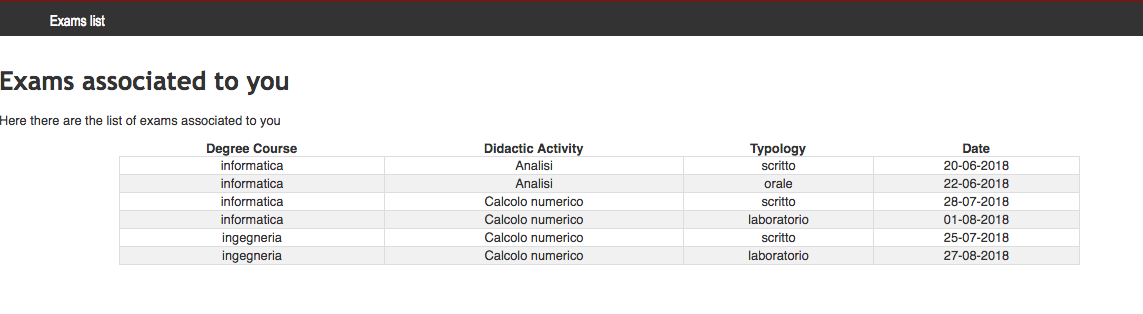 Exams list
Exams associated to you
Here there are the list of exams associated to you
Degree Course Didactic Activity Typology Date
informatica Analisi scritto 20-06-2018
informatica Analisi orale 22-06-2018
informatica Calcolo numerico scritto 28-07-2018
informatica Calcolo numerico laboratorio 01-08-2018
ingegneria Calcolo numerico scritto 25-07-2018
ingegneria Calcolo numerico laboratorio 27-08-2018